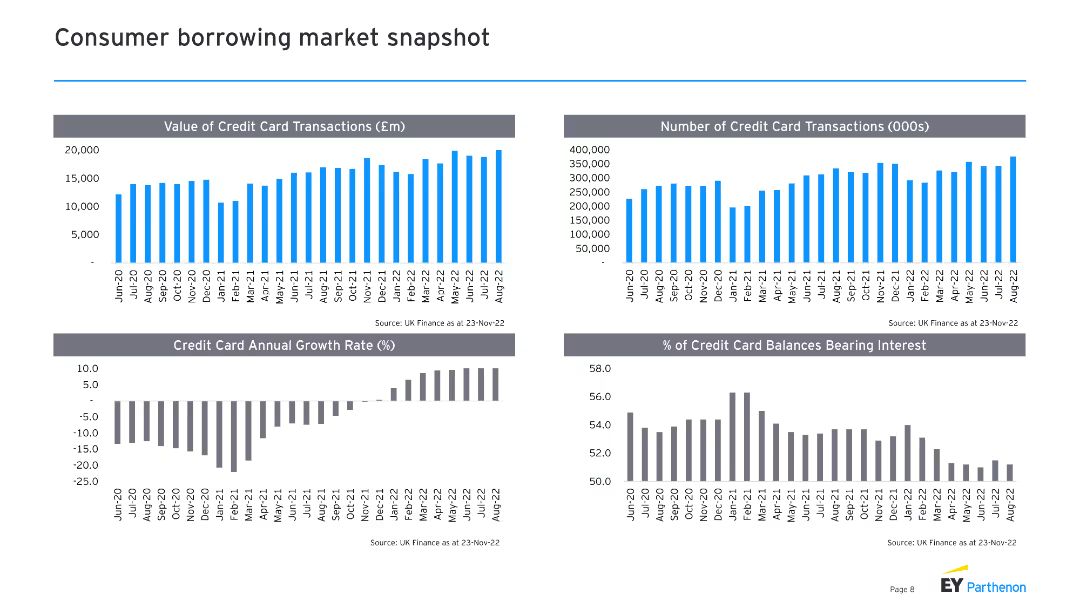 Consumer borrowing market snapshot
Value of Credit Card Transactions (£m)
20,000
15,000
10,000
5,000
-
Jun-20 Jul-20 Aug-20 Sep-20 Oct-20 Nov-20 Dec-20 Jan-21 Feb-21 Mar-21 Apr-21 May-21 Jun-21 Jul-21 Aug-21 Sep-21 Oct-21 Nov-21 Dec-21 Jan-22 Feb-22 Mar-22 Apr-22 May-22 Jun-22 Jul-22 Aug-22
Source: UK Finance as at 23-Nov-22
Number of Credit Card Transactions (000s)
400,000
350,000
300,000
250,000
200,000
150,000
100,000
50,000
-
Jun-20 Jul-20 Aug-20 Sep-20 Oct-20 Nov-20 Dec-20 Jan-21 Feb-21 Mar-21 Apr-21 May-21 Jun-21 Jul-21 Aug-21 Sep-21 Oct-21 Nov-21 Dec-21 Jan-22 Feb-22 Mar-22 Apr-22 May-22 Jun-22 Jul-22 Aug-22
Source: UK Finance as at 23-Nov-22
Credit Card Annual Growth Rate (%)
10.0
5.0
-
-5.0
-10.0
-15.0
-20.0
-25.0
Jun-20 Jul-20 Aug-20 Sep-20 Oct-20 Nov-20 Dec-20 Jan-21 Feb-21 Mar-21 Apr-21 May-21 Jun-21 Jul-21 Aug-21 Sep-21 Oct-21 Nov-21 Dec-21 Jan-22 Feb-22 Mar-22 Apr-22 May-22 Jun-22 Jul-22 Aug-22
Source: UK Finance as at 23-Nov-22
% of Credit Card Balances Bearing Interest
58.0
56.0
54.0
52.0
50.0
Jun-20 Jul-20 Aug-20 Sep-20 Oct-20 Nov-20 Dec-20 Jan-21 Feb-21 Mar-21 Apr-21 May-21 Jun-21 Jul-21 Aug-21 Sep-21 Oct-21 Nov-21 Dec-21 Jan-22 Feb-22 Mar-22 Apr-22 May-22 Jun-22 Jul-22 Aug-22
Source: UK Finance as at 23-Nov-22
Page 8
EY Parthenon